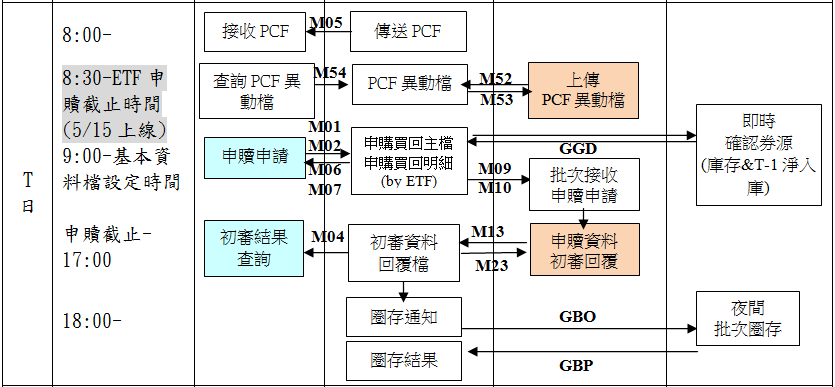 T
日
8:00-
8:30-ETF 申
贖截止時間
(5/15 上線)
9:00-基本資
料檔設定時間
申贖截止-
17:00
18:00-
接收 PCF
M05
傳送 PCF
查詢 PCF 異
動檔
M54
PCF 異動檔
M52
M53
上傳
PCF 異動檔
申贖申請
M01
M02
M06
M07
申購買回主檔
申購買回明細
(by ETF)
GGD
即時
確認券源
(庫存&T-1 淨入
庫)
M09
M10
批次接收
申贖申請
初審結果
查詢
M04
初審資料
回覆檔
M13
M23
申贖資料
初審回覆
圈存通知
GBO
夜間
批次圈存
圈存結果
GBP